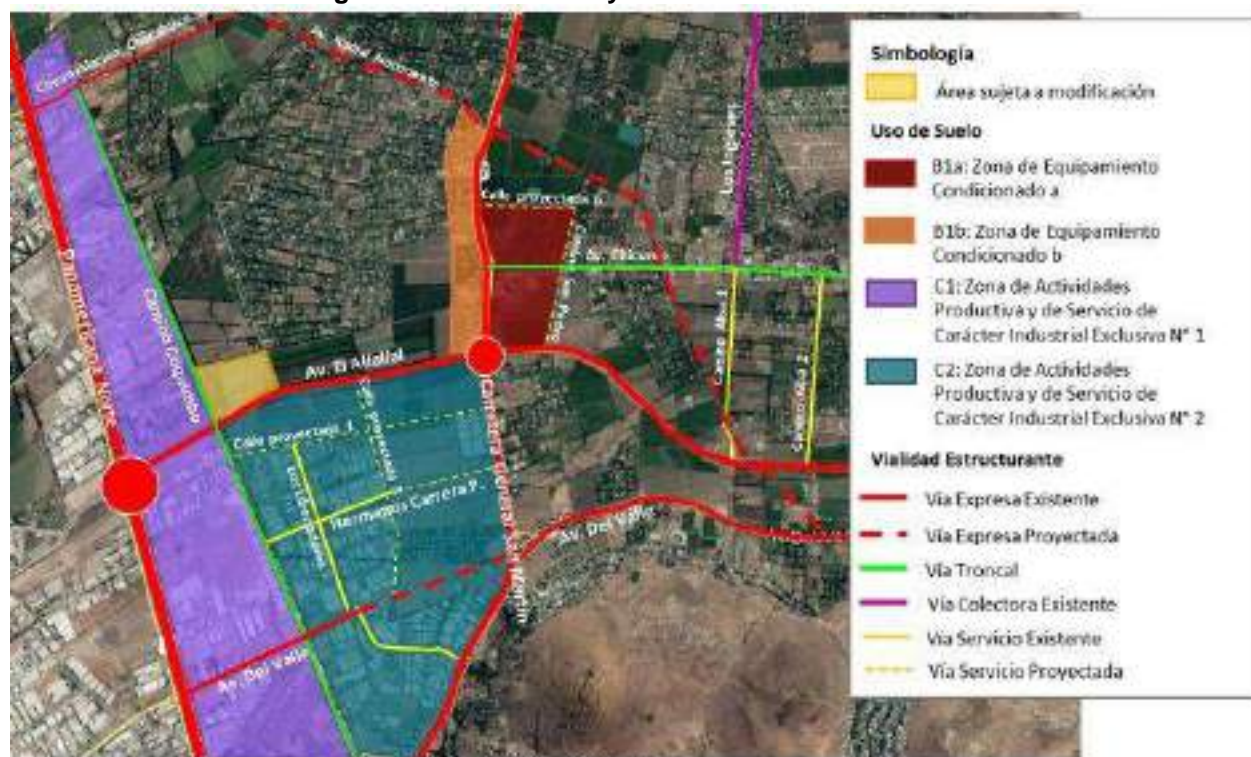 Simbología
Área sujeta a modificación
Uso de Suelo
B1a: Zona de Equipamiento
Condicionado a
B1b: Zona de Equipamiento
Condicionado b
C1: Zona de Actividades
Productiva y de Servicio de
Carácter Industrial Exclusiva N° 1
C2: Zona de Actividades
Productiva y de Servicio de
Carácter Industrial Exclusiva N° 2
Vialidad Estructurante
Vía Expresa Existente
Vía Expresa Proyectada
Vía Troncal
Vía Colectora Existente
Vía Servicio Existente
Vía Servicio Proyectada
Panamericana Norte
Camino Coquimbo
Av. El Alfalfal
Calle proyectada 6
Calle proyectada 1
Hermanos Carrera P.
Carretera General San Martín
Av. Del Valle
Av. Del Valle